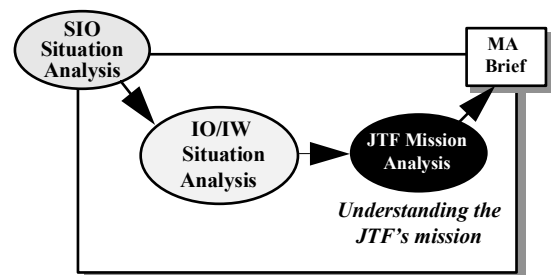 SIO
Situation
Analysis
MA
Brief
IO/IW
Situation
Analysis
JTF Mission
Analysis
Understanding the
JTF's mission